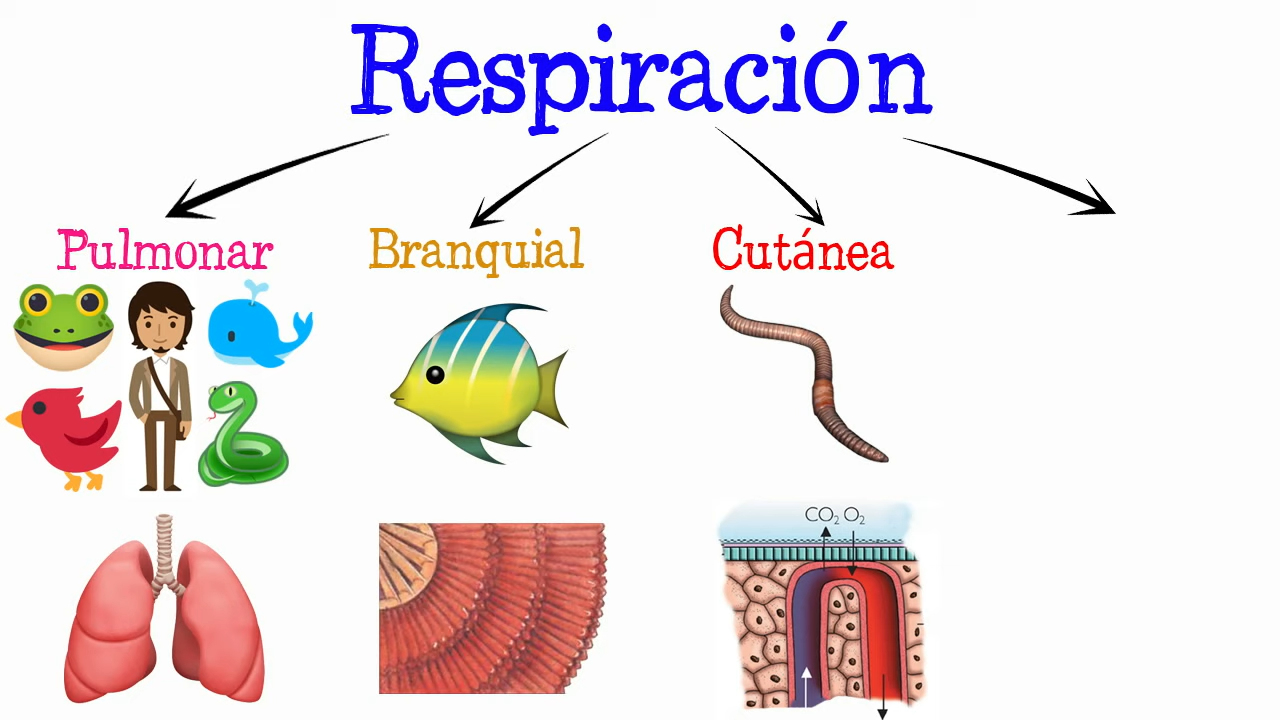 Respiración
Pulmonar
Branquial
Cutánea
CO₂ O₂